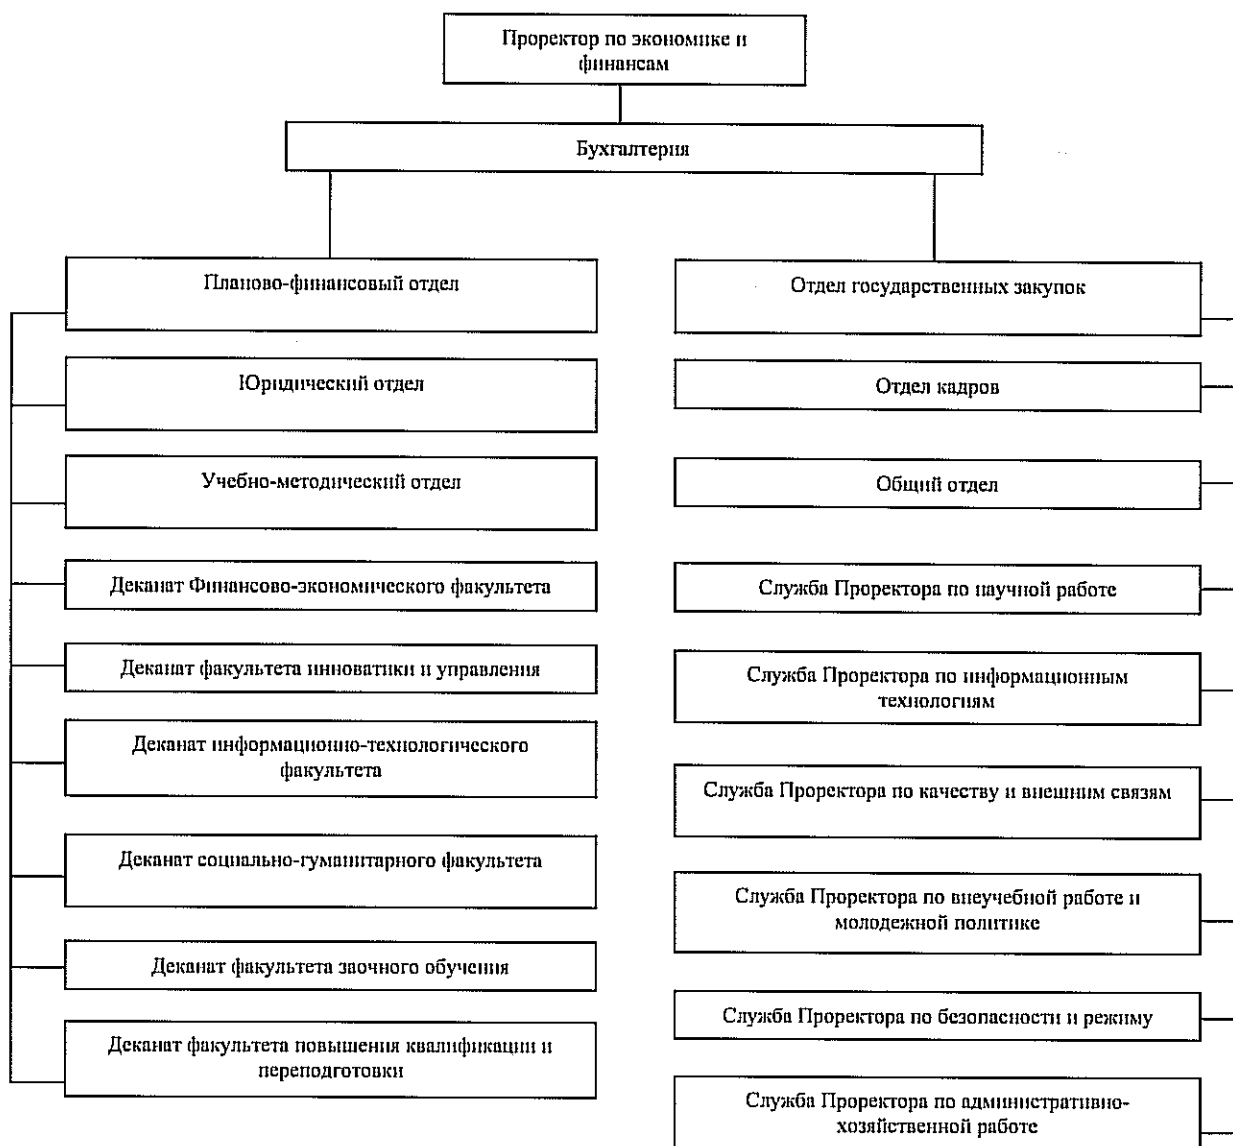 Проректор по экономике и
финансам
Бухгалтерия
Планово-финансовый отдел
Юридический отдел
Учебно-методический отдел
Деканат Финансово-экономического факультета
Деканат факультета инноватики и управления
Деканат информационно-технологического
факультета
Деканат социально-гуманитарного факультета
Деканат факультета заочного обучения
Деканат факультета повышения квалификации и
переподготовки
Отдел государственных закупок
Отдел кадров
Общий отдел
Служба Проректора по научной работе
Служба Проректора по информационным
технологиям
Служба Проректора по качеству и внешним связям
Служба Проректора по внеучебной работе и
молодежной политике
Служба Проректора по безопасности и режиму
Служба Проректора по административно-
хозяйственной работе